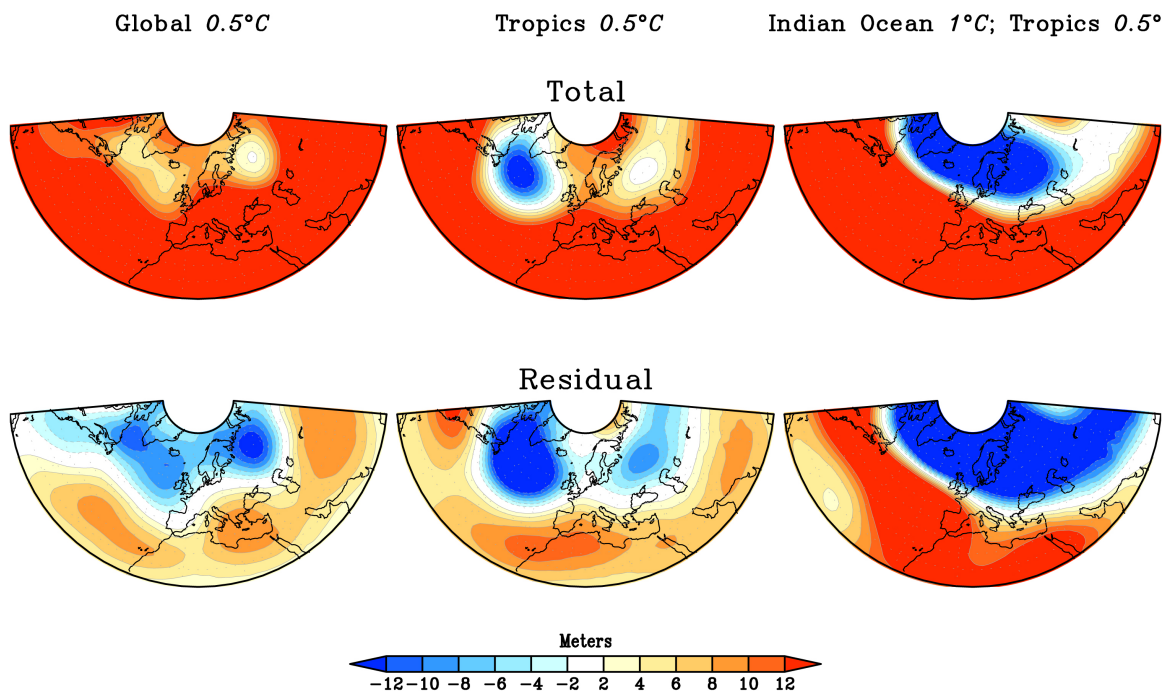 Global 0.5°C
Tropics 0.5°C
Indian Ocean 1°C; Tropics 0.5°
Total
Residual
Meters
-12 -10 -8 -6 -4 -2 2 4 6 8 10 12